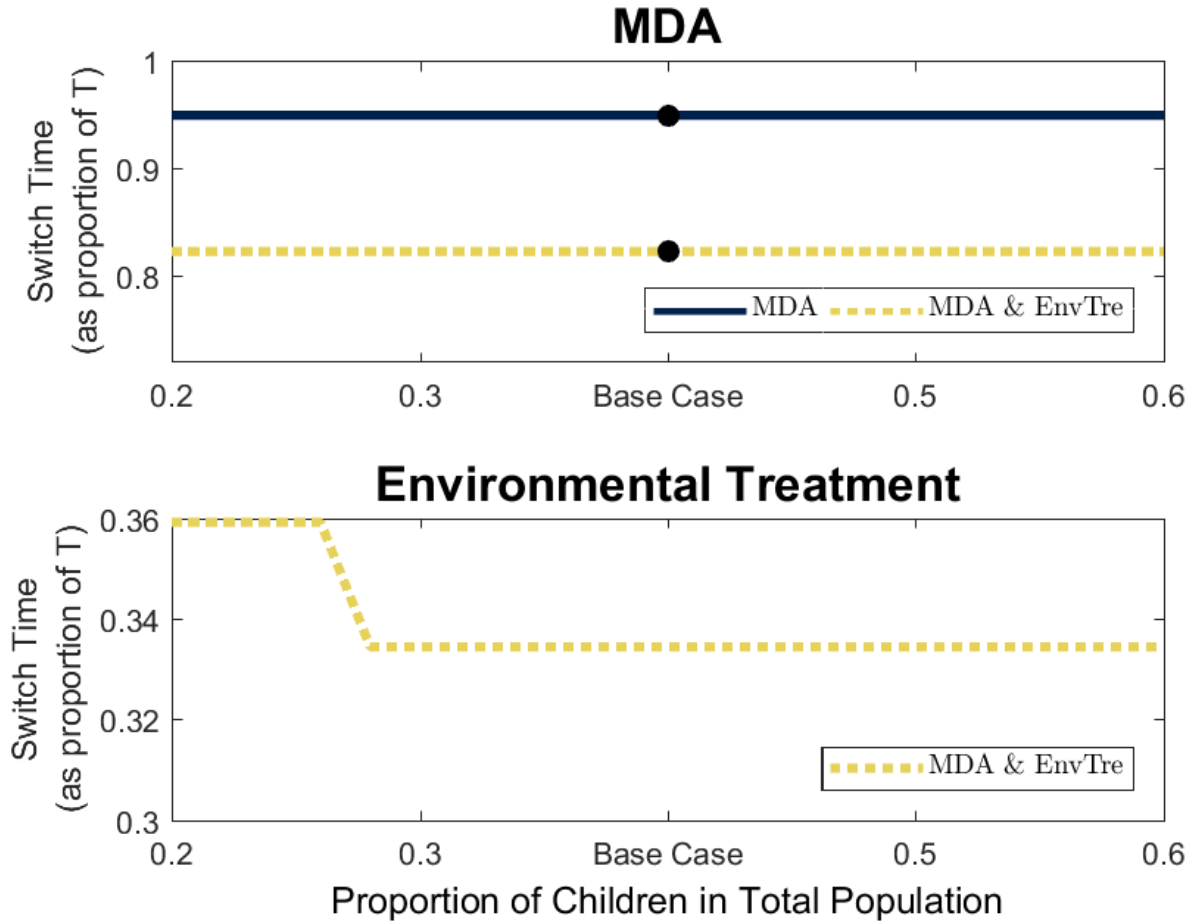 MDA
Switch Time
(as proportion of T)
1
0.9
0.8
MDA
MDA & EnvTre
0.2
0.3
Base Case
0.5
0.6
Environmental Treatment
Switch Time
(as proportion of T)
0.36
0.34
0.32
0.3
MDA & EnvTre
0.2
0.3
Base Case
0.5
0.6
Proportion of Children in Total Population